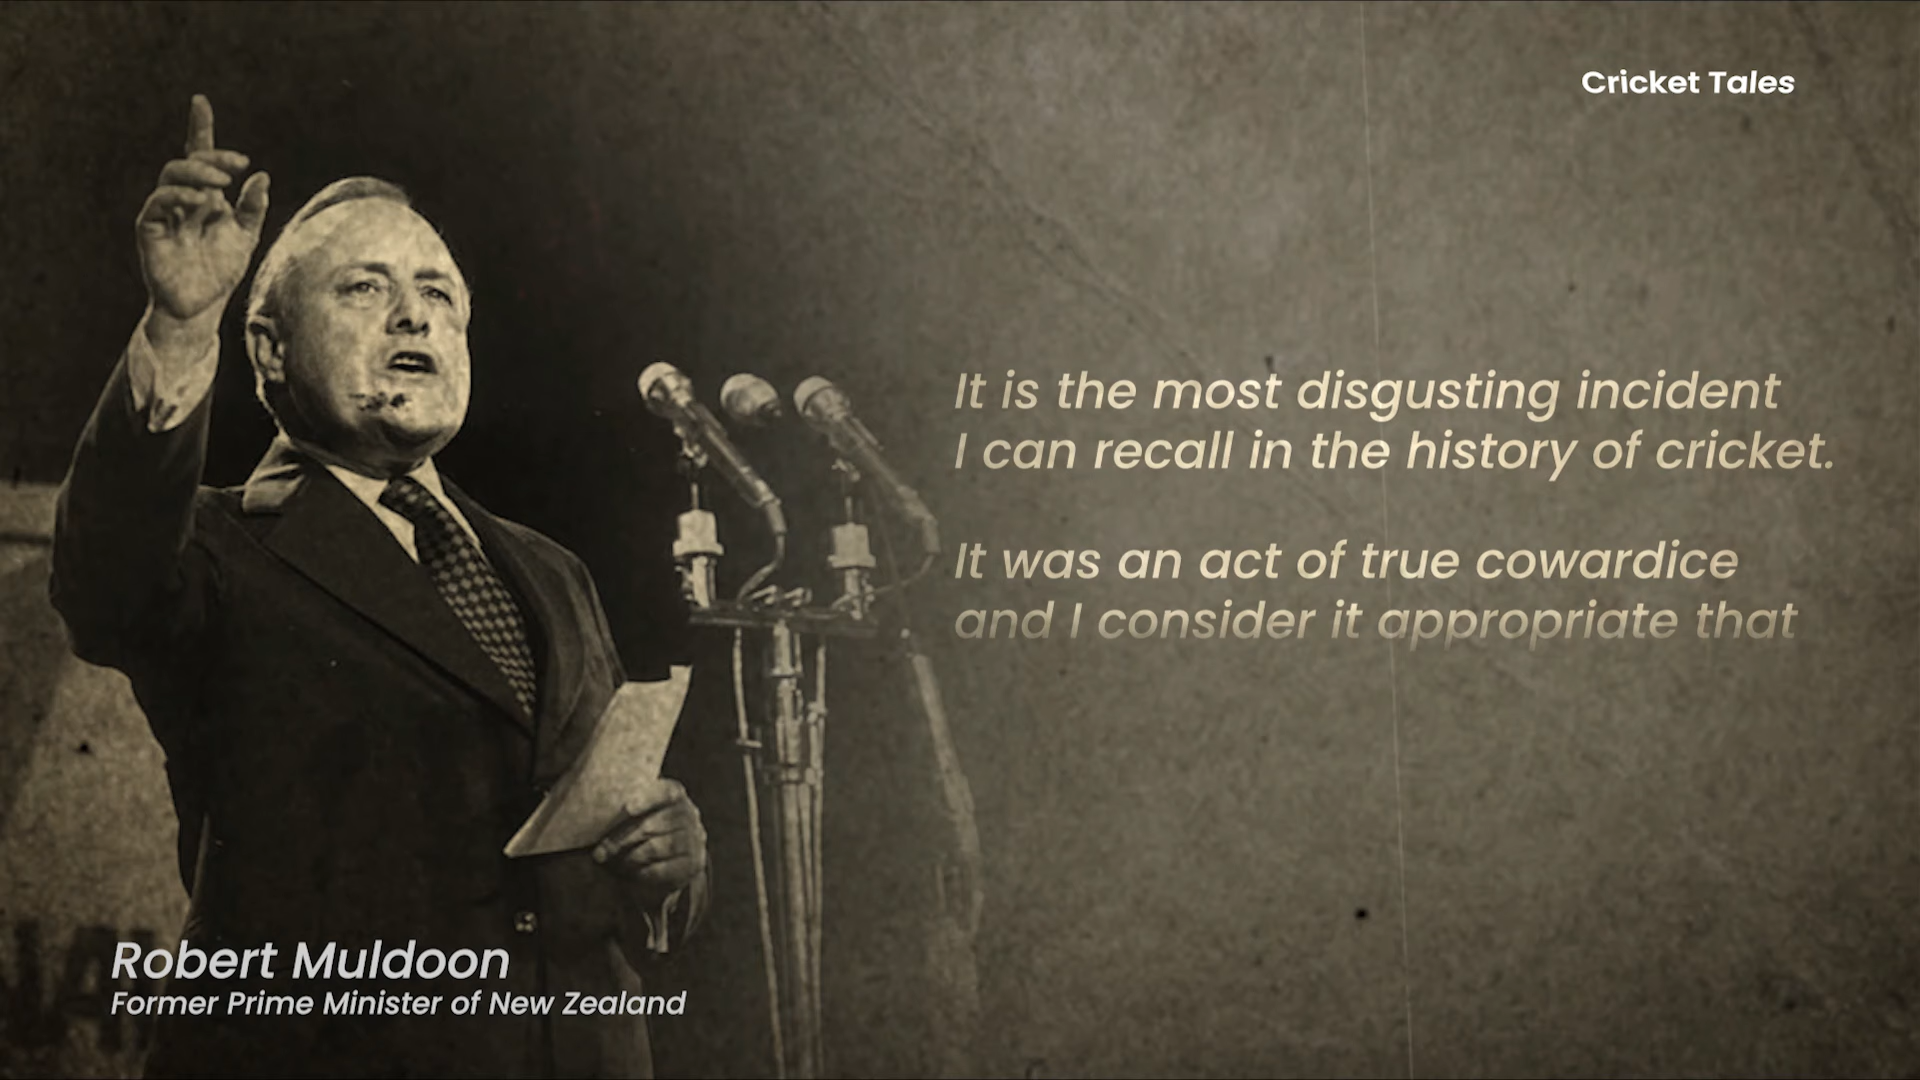 Cricket Tales
It is the most disgusting incident
I can recall in the history of cricket.
It was an act of true cowardice
and I consider it appropriate that
Robert Muldoon
Former Prime Minister of New Zealand